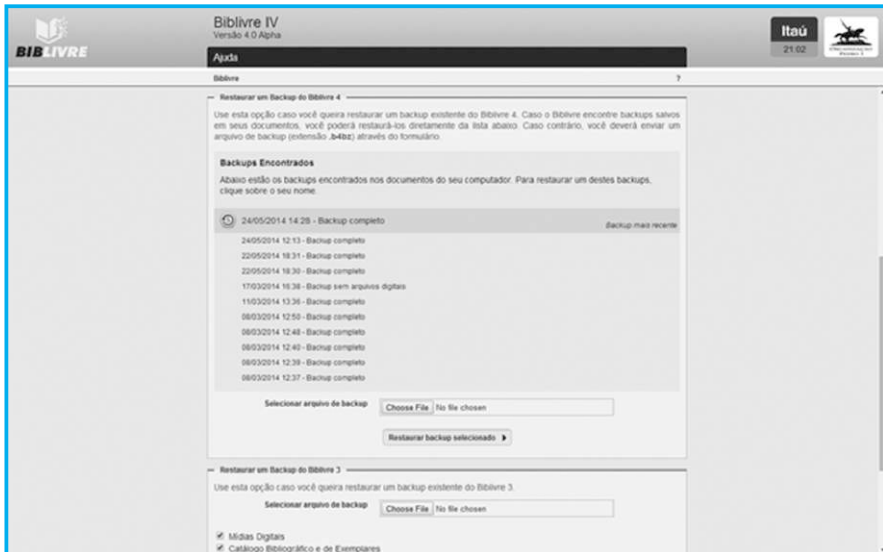 BIBLIVRE
Biblivre IV
Versão 4.0 Alpha
Itaú
21:02
Ajuda
Biblivre
?
Restaurar um Backup do Biblivre 4
Use esta opção caso você queira restaurar um backup existente do Biblivre 4. Caso o Biblivre encontre backups salvos
em seus documentos, você poderá restaurá-los diretamente da lista abaixo. Caso contrário, você deverá enviar um
arquivo de backup (extensão .b4bz) através do formulário.
Backups Encontrados
Abaixo estão os backups encontrados nos documentos do seu computador. Para restaurar um destes backups,
clique sobre o seu nome.
24/05/2014 14:28 - Backup completo
Backup mais recente
24/05/2014 12:13 - Backup completo
22/05/2014 18:31 - Backup completo
22/05/2014 18:30 - Backup completo
17/03/2014 16:38 - Backup sem arquivos digitais
11/03/2014 13:36 - Backup completo
08/03/2014 12:50 - Backup completo
08/03/2014 12:48 - Backup completo
08/03/2014 12:40 - Backup completo
08/03/2014 12:39 - Backup completo
08/03/2014 12:37 - Backup completo
Selecionar arquivo de backup
Choose File No file chosen
Restaurar backup selecionado
Restaurar um Backup do Biblivre 3
Use esta opção caso você queira restaurar um backup existente do Biblivre 3.
Selecionar arquivo de backup
Choose File No file chosen
Mídias Digitais
Catálogo Bibliográfico e de Exemplares